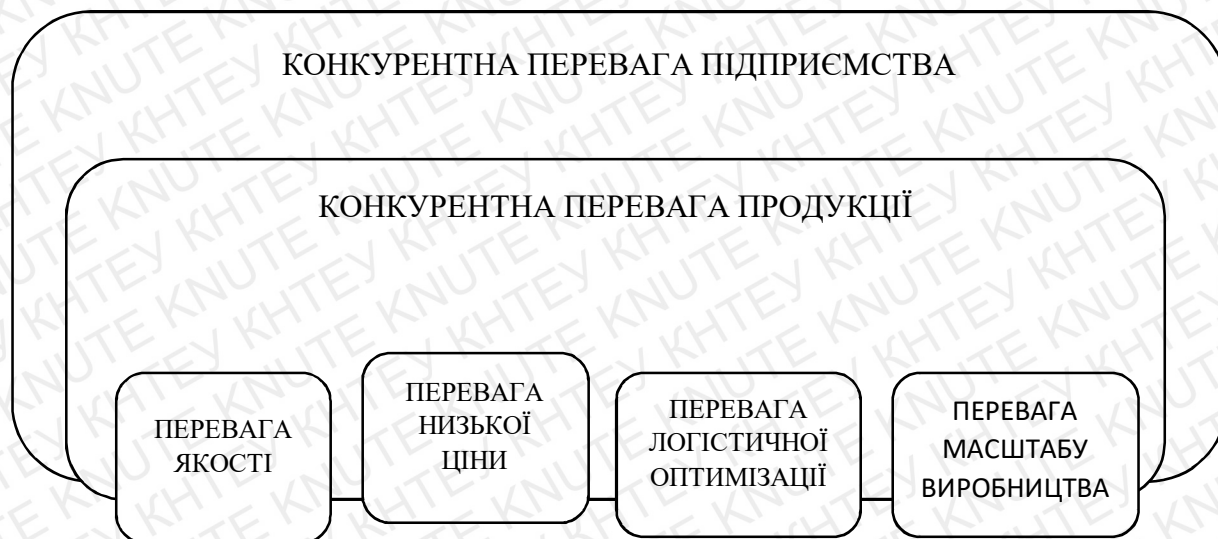 КОНКУРЕНТНА ПЕРЕВАГА ПІДПРИЄМСТВА
КОНКУРЕНТНА ПЕРЕВАГА ПРОДУКЦІЇ
ПЕРЕВАГА
ЯКОСТІ
ПЕРЕВАГА
НИЗЬКОЇ
ЦІНИ
ПЕРЕВАГА
ЛОГІСТИЧНОЇ
ОПТИМІЗАЦІЇ
ПЕРЕВАГА
МАСШТАБУ
ВИРОБНИЦТВА